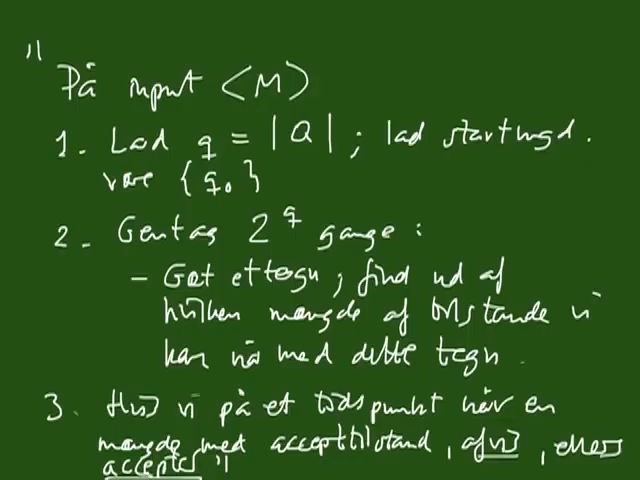 "
På input <M>
1. Lad q = |Q| ; lad startmgd.
være {q₀}
2. Gentag 2^q gange :
- Gæt et tegn ; find ud af
hvilken mængde af tilstande vi
kan nå med dette tegn.
3. Hvis vi på et tidspunkt når en
mængde med accepttilstand, afvis, ellers
accepter "